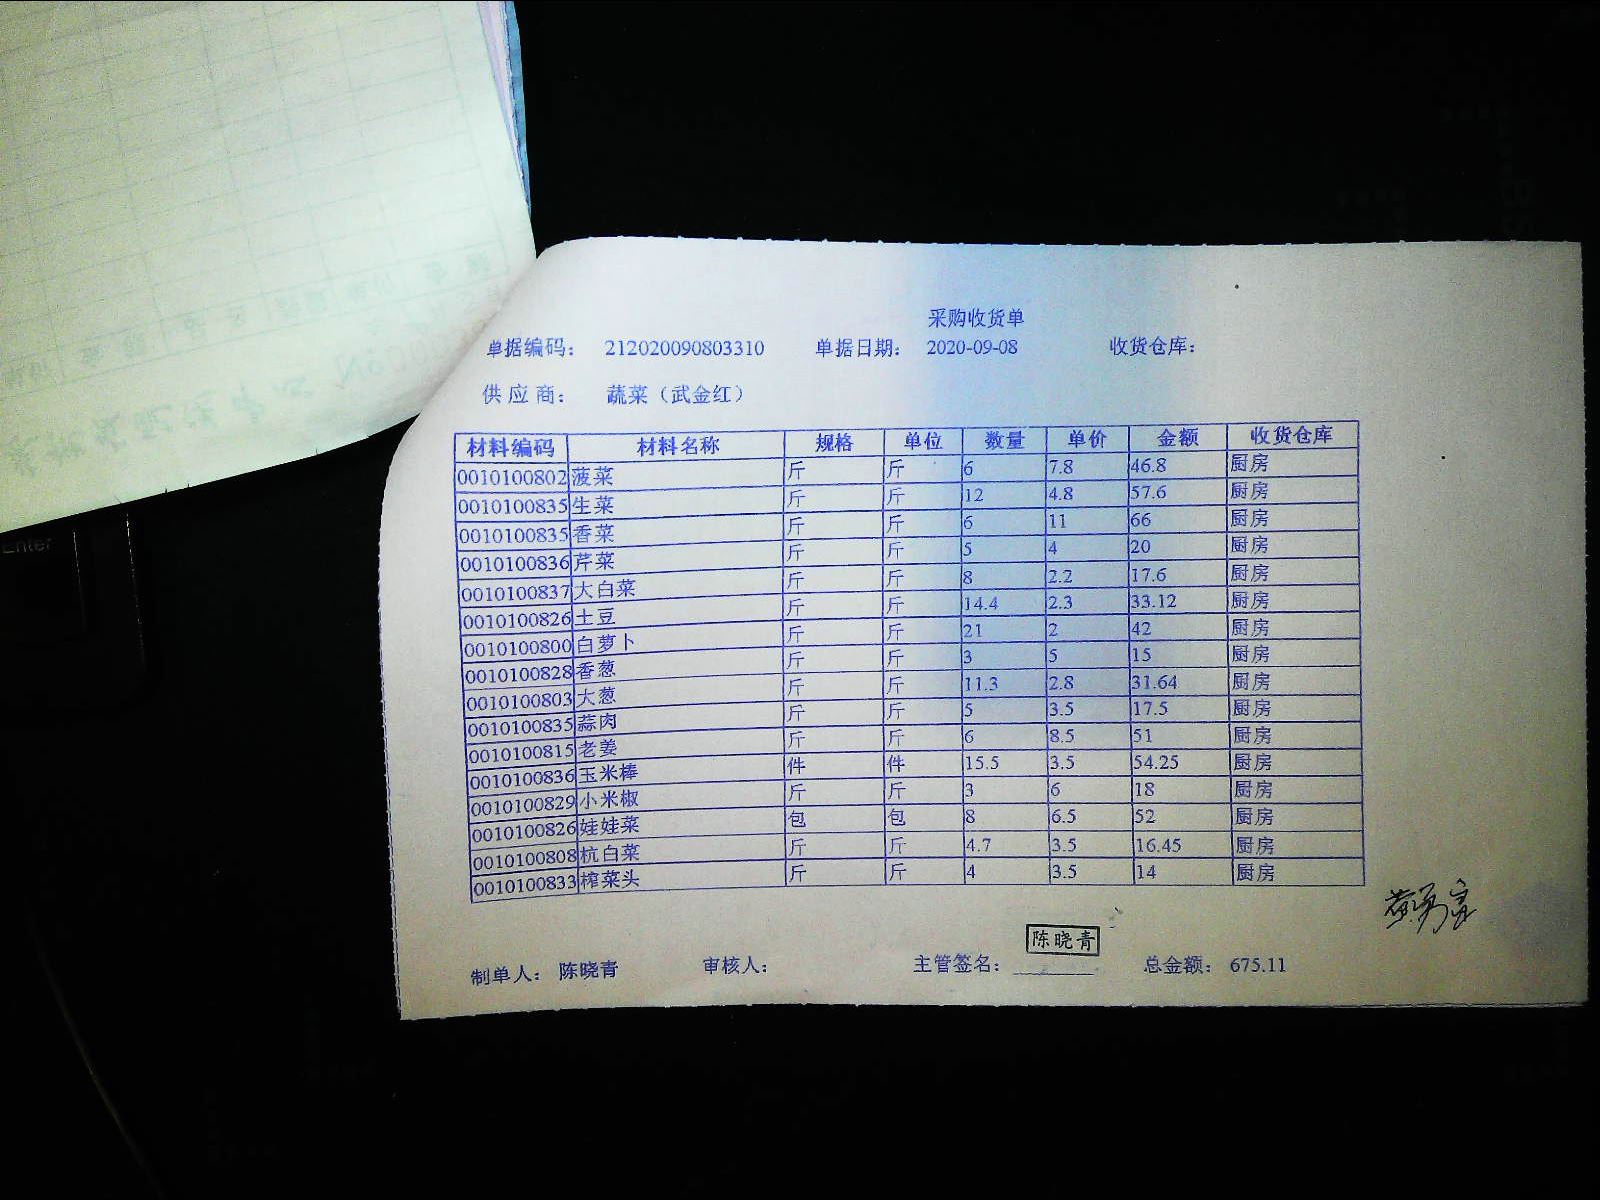 采购收货单
单据编码： 212020090803310 单据日期： 2020-09-08 收货仓库：
供 应 商： 蔬菜（武金红）
材料编码 材料名称 规格 单位 数量 单价 金额 收货仓库
0010100802 菠菜 斤 斤 6 7.8 46.8 厨房
0010100835 生菜 斤 斤 12 4.8 57.6 厨房
0010100835 香菜 斤 斤 6 11 66 厨房
0010100836 芹菜 斤 斤 5 4 20 厨房
0010100837 大白菜 斤 斤 8 2.2 17.6 厨房
0010100826 土豆 斤 斤 14.4 2.3 33.12 厨房
0010100800 白萝卜 斤 斤 21 2 42 厨房
0010100828 香葱 斤 斤 3 5 15 厨房
0010100803 大葱 斤 斤 11.3 2.8 31.64 厨房
0010100835 蒜肉 斤 斤 5 3.5 17.5 厨房
0010100815 老姜 斤 斤 6 8.5 51 厨房
0010100836 玉米棒 件 件 15.5 3.5 54.25 厨房
0010100829 小米椒 斤 斤 3 6 18 厨房
0010100826 娃娃菜 包 包 8 6.5 52 厨房
0010100808 杭白菜 斤 斤 4.7 3.5 16.45 厨房
0010100833 榨菜头 斤 斤 4 3.5 14 厨房
陈晓青
制单人： 陈晓青 审核人： 主管签名： 总金额： 675.11
Enter